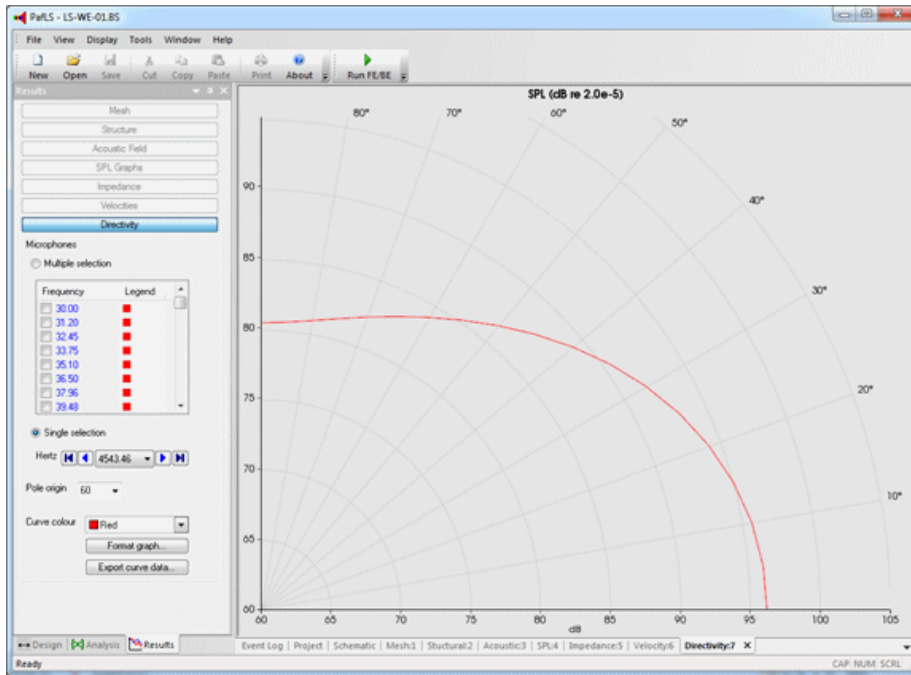 PafLS - LS-WE-01.BS
File View Display Tools Window Help
New Open Save Cut Copy Paste Print About Run FE/BE
Results
Mesh
Structure
Acoustic Field
SPL Graphs
Impedance
Velocities
Directivity
Microphones
Multiple selection
Frequency Legend
30.00
31.20
32.45
33.75
35.10
36.50
37.96
39.48
Single selection
Hertz 4543.46
Pole origin 60
Curve colour Red
Format graph...
Export curve data...
Design Analysis Results
SPL (dB re 2.0e-5)
80° 70° 60° 50°
40°
30°
20°
10°
90
85
80
75
70
65
60
60 65 70 75 80 85 90 95 100 105
dB
Event Log Project Schematic Mesh:1 Stuctural:2 Acoustic:3 SPL:4 Impedance:5 Velocity:6 Directivity:7 X
Ready CAP NUM SCRL